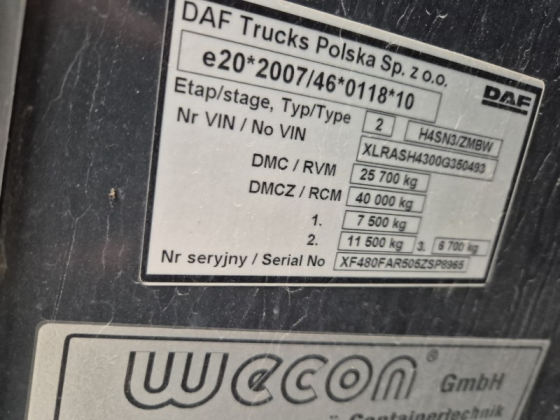 DAF Trucks Polska Sp. z o.o.
e20*2007/46*0118*10
DAF
Etap/stage, Typ/Type 2 H4SN3/ZMBW
Nr VIN / No VIN XLRASH4300G350493
DMC / RVM 25 700 kg
DMCZ / RCM 40 000 kg
1. 7 500 kg
2. 11 500 kg 3. 6 700 kg
Nr seryjny / Serial No XF480FAR505ZSP8965
wecon® GmbH
Containertechnik